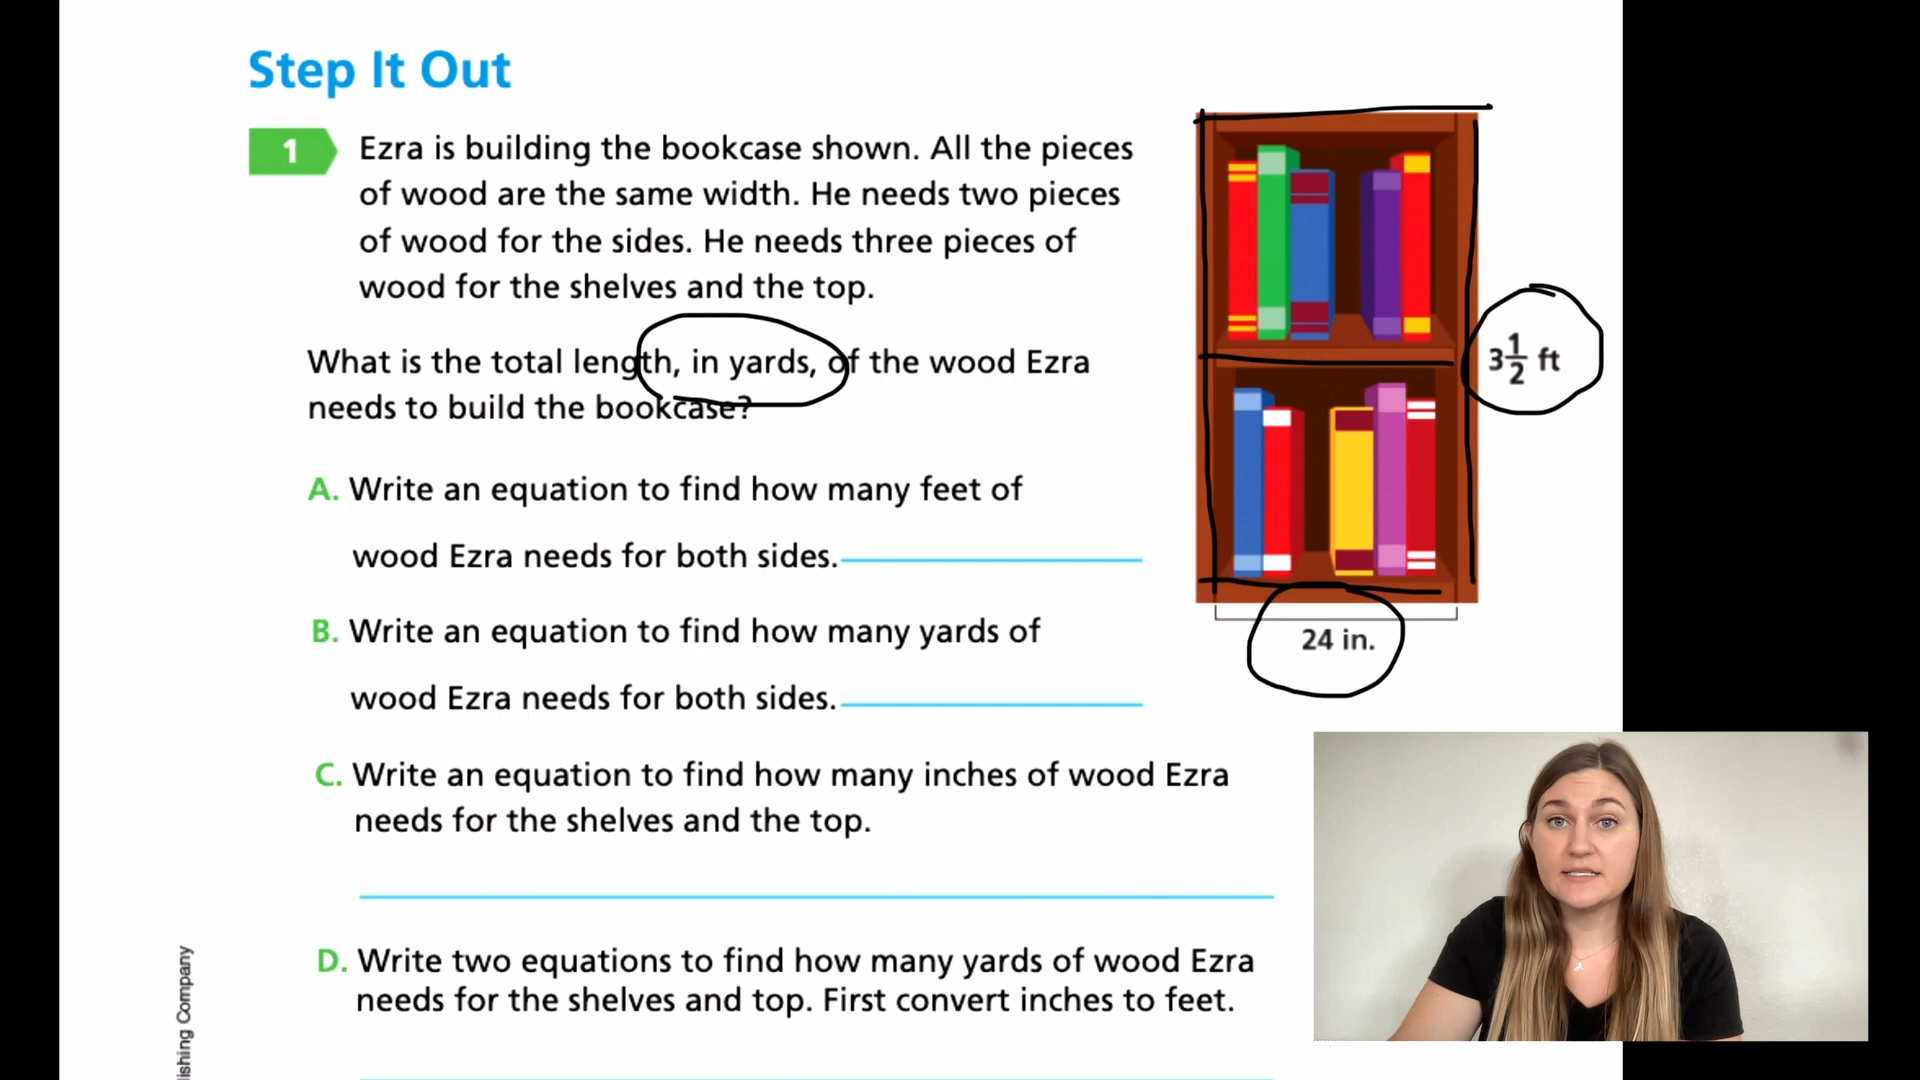 Step It Out
1 Ezra is building the bookcase shown. All the pieces
of wood are the same width. He needs two pieces
of wood for the sides. He needs three pieces of
wood for the shelves and the top.
What is the total length, in yards, of the wood Ezra
needs to build the bookcase?
3 1/2 ft
24 in.
A. Write an equation to find how many feet of
wood Ezra needs for both sides.
B. Write an equation to find how many yards of
wood Ezra needs for both sides.
C. Write an equation to find how many inches of wood Ezra
needs for the shelves and the top.
D. Write two equations to find how many yards of wood Ezra
needs for the shelves and top. First convert inches to feet.
Company